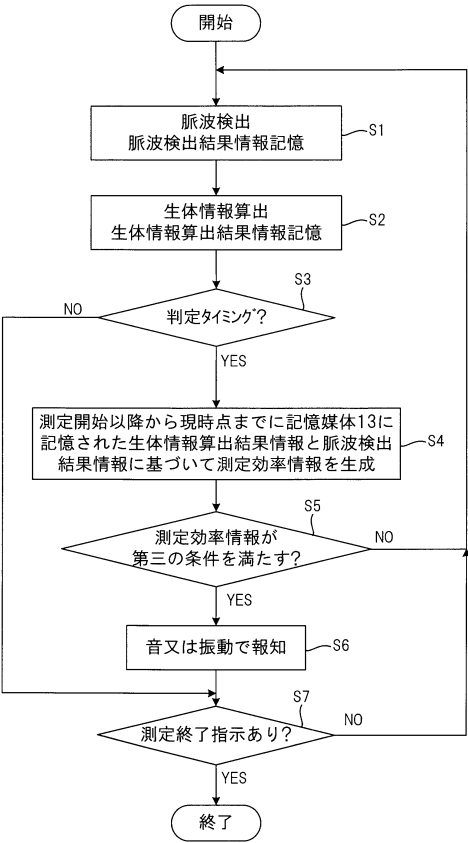 開始
脈波検出
脈波検出結果情報記憶
S1
生体情報算出
生体情報算出結果情報記憶
S2
S3
NO
判定ﾀｲﾐﾝｸﾞ?
YES
測定開始以降から現時点までに記憶媒体13に
記憶された生体情報算出結果情報と脈波検出
結果情報に基づいて測定効率情報を生成
S4
S5
測定効率情報が
第三の条件を満たす?
NO
YES
音又は振動で報知
S6
S7
測定終了指示あり?
NO
YES
終了